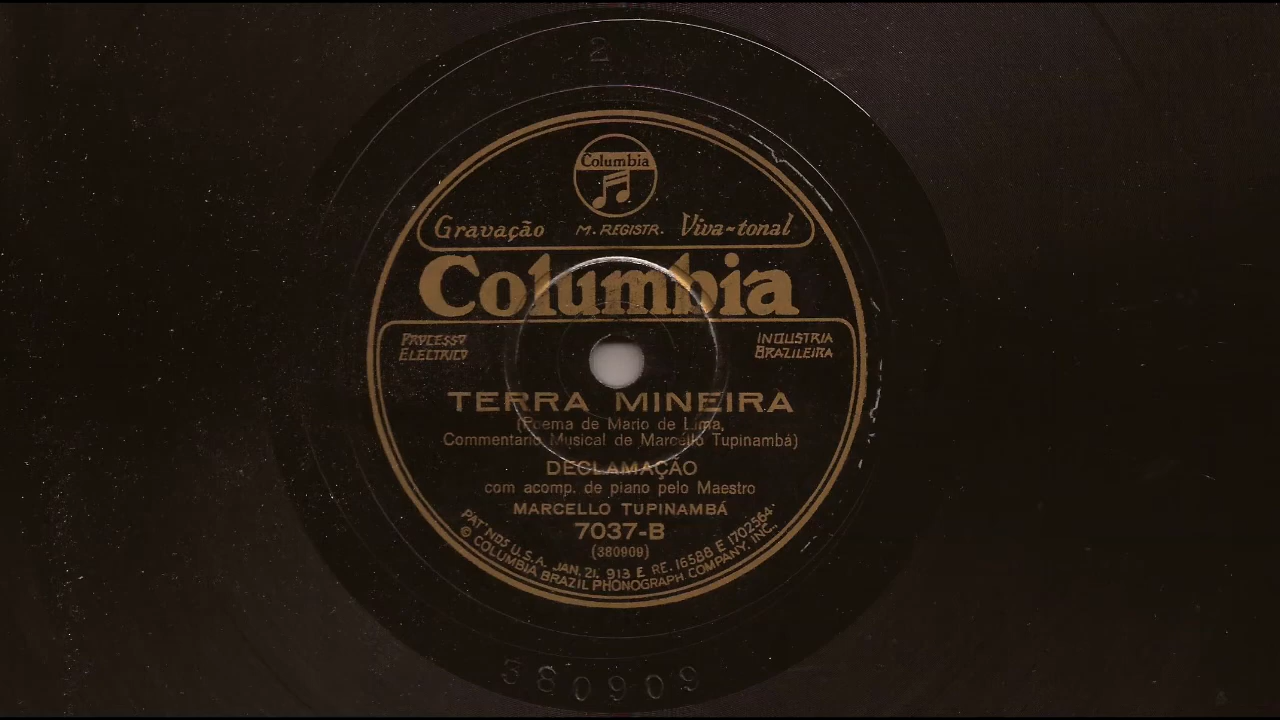 2
Columbia
Gravação M. REGISTR. Viva-tonal
Columbia
PROCESSO ELECTRICO
INDUSTRIA BRAZILEIRA
TERRA MINEIRA
(Poema de Mario de Lima,
Commentario Musical de Marcello Tupinambá)
DECLAMAÇÃO
com acomp. de piano pelo Maestro
MARCELLO TUPINAMBÁ
7037-B
(380909)
PAT'NDS U.S.A. JAN. 21, 913 E RE. 16588 E 1702564
© COLUMBIA BRAZIL PHONOGRAPH COMPANY, INC.,
380909